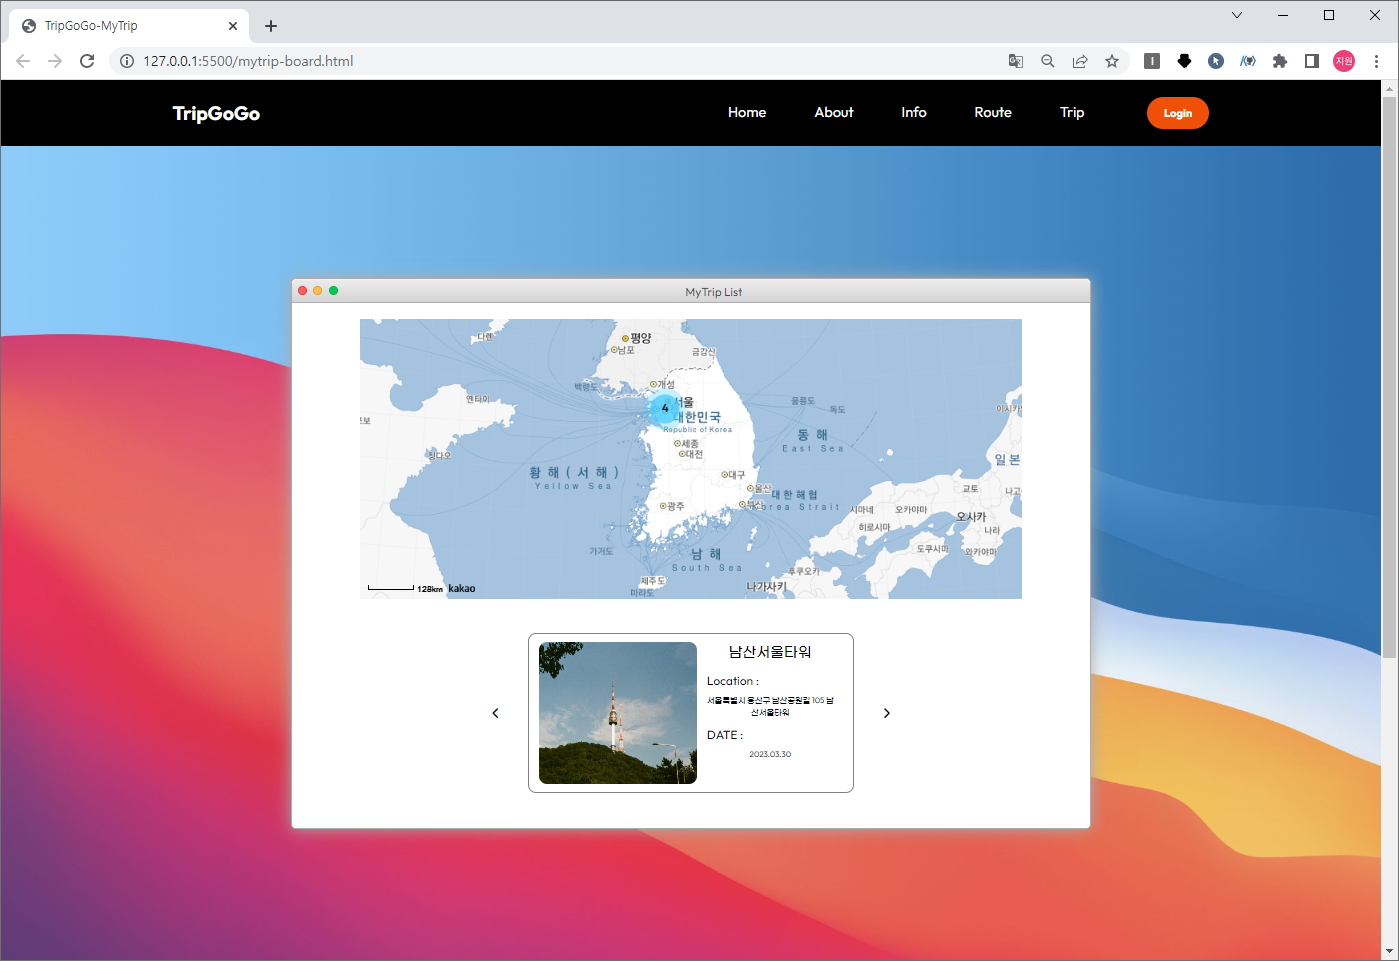 TripGoGo-MyTrip
127.0.0.1:5500/mytrip-board.html
지원
TripGoGo
Home
About
Info
Route
Trip
Login
MyTrip List
다롄
평양
남포
금강산
백령도
개성
옌타이
4
서울
대한민국
Republic of Korea
울릉도
독도
이시카와
칭다오
세종
대전
동 해
East Sea
일본
황 해 ( 서 해 )
Yellow Sea
대구
울산
대한해협
Korea Strait
부산
광주
교토
나고
시마네
오카야마
오사카
히로시마
나라
가거도
남 해
South Sea
도쿠시마
와카야마
후쿠오카
제주도
나가사키
마라도
128km
kakao
남산서울타워
Location :
서울특별시 용산구 남산공원길 105 남
산서울타워
DATE :
2023.03.30